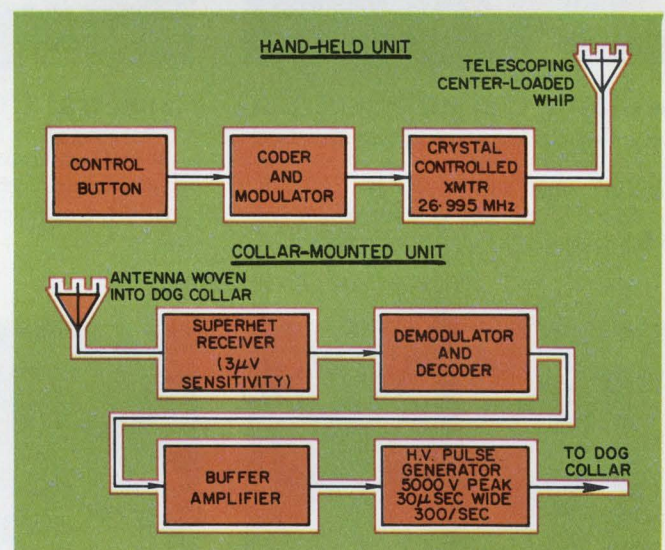 HAND-HELD UNIT
TELESCOPING
CENTER-LOADED
WHIP
CONTROL
BUTTON
CODER
AND
MODULATOR
CRYSTAL
CONTROLLED
XMTR
26.995 MHz
COLLAR-MOUNTED UNIT
ANTENNA WOVEN
INTO DOG COLLAR
SUPERHET
RECEIVER
(3μV
SENSITIVITY)
DEMODULATOR
AND
DECODER
BUFFER
AMPLIFIER
H.V. PULSE
GENERATOR
5000 V PEAK
30μSEC WIDE
300/SEC
TO DOG
COLLAR